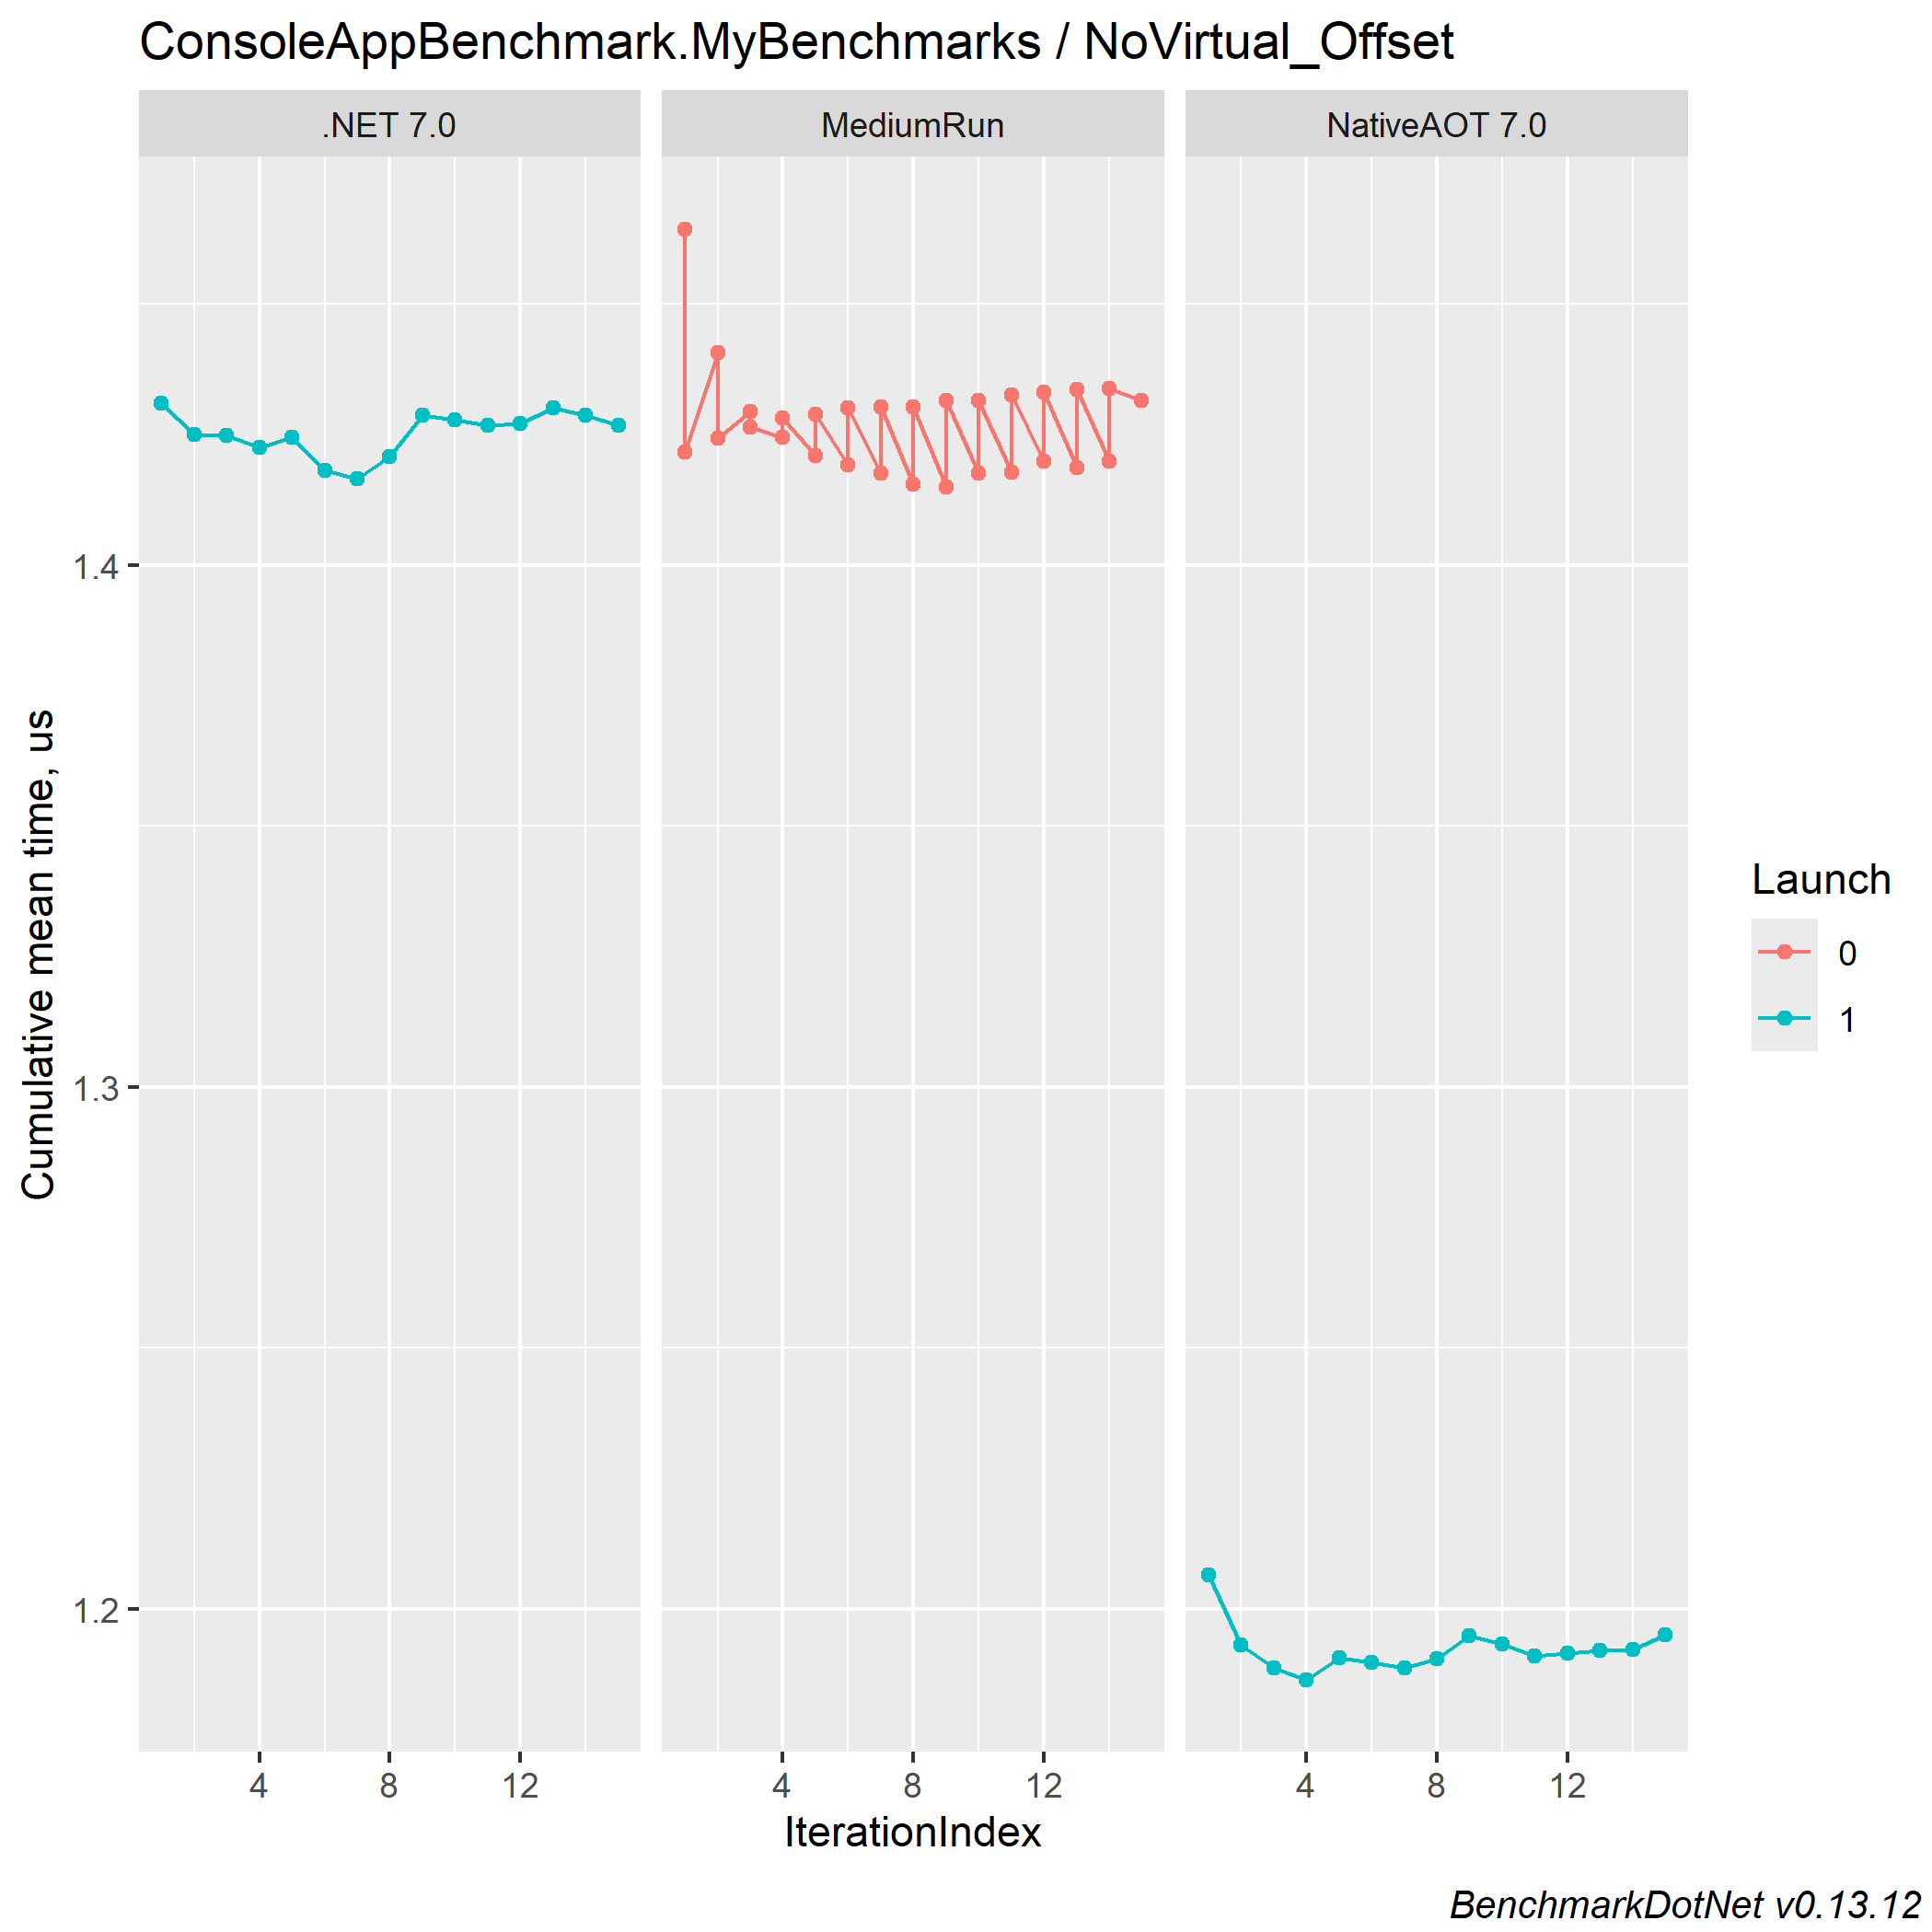 ConsoleAppBenchmark.MyBenchmarks / NoVirtual_Offset
.NET 7.0
MediumRun
NativeAOT 7.0
Cumulative mean time, us
1.4
1.3
1.2
4
8
12
4
8
12
4
8
12
IterationIndex
Launch
0
1
BenchmarkDotNet v0.13.12